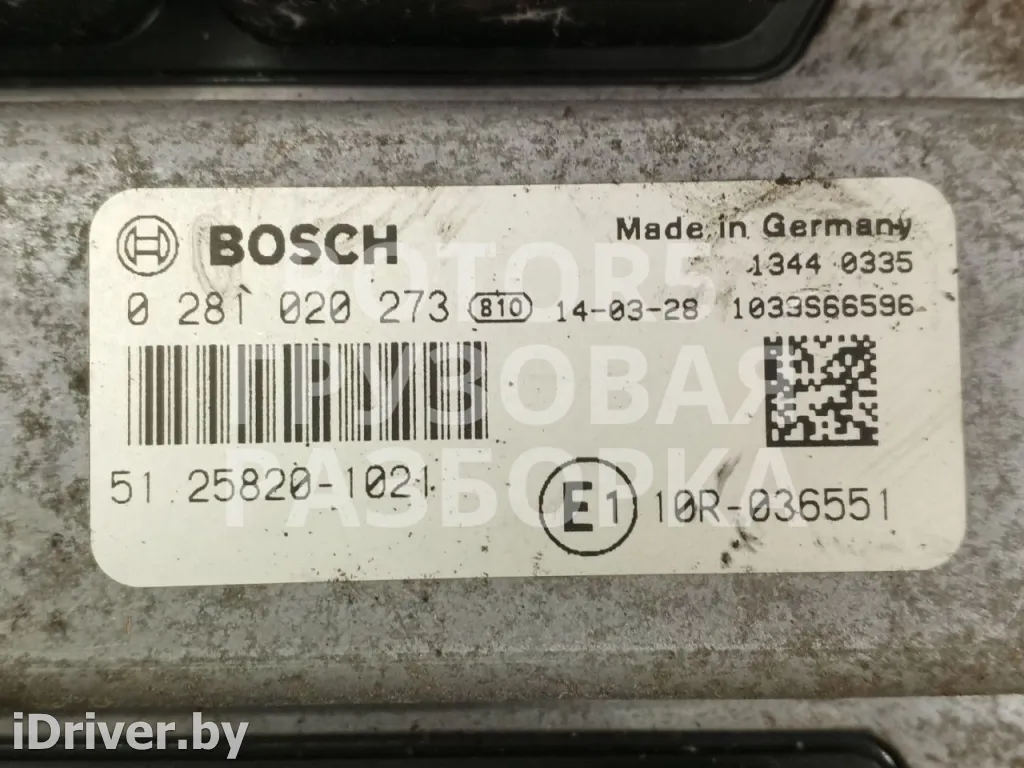 BOSCH
Made in Germany
1344 0335
0 281 020 273 810 14-03-28 1033S66596
51.25820-1021
E1 10R-036551
ROTOR5
ГРУЗОВАЯ
РАЗБОРКА
iDriver.by